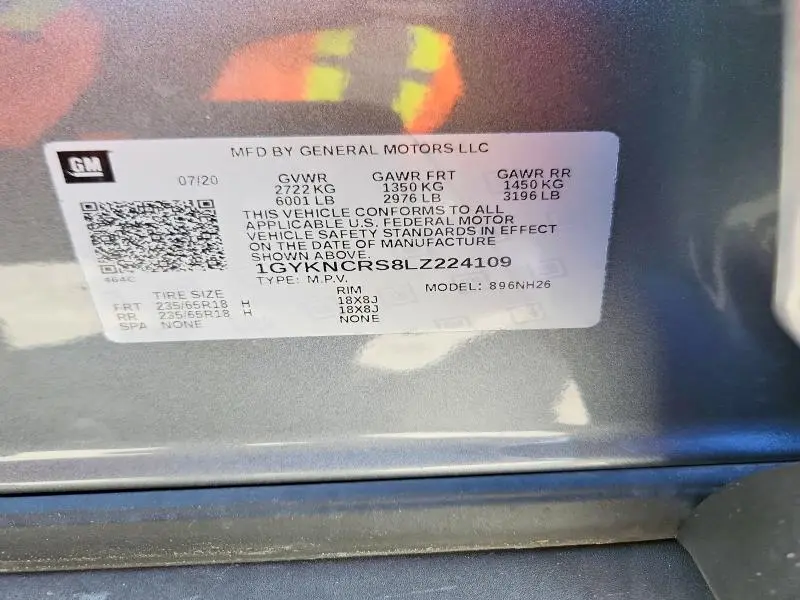 GM
MFD BY GENERAL MOTORS LLC
07/20
GVWR GAWR FRT GAWR RR
2722 KG 1350 KG 1450 KG
6001 LB 2976 LB 3196 LB
THIS VEHICLE CONFORMS TO ALL
APPLICABLE U.S. FEDERAL MOTOR
VEHICLE SAFETY STANDARDS IN EFFECT
ON THE DATE OF MANUFACTURE
SHOWN ABOVE.
464C
1GYKNCRS8LZ224109
TYPE: M.P.V. MODEL: 896NH26
TIRE SIZE RIM
FRT 235/65R18 H 18X8J
RR 235/65R18 H 18X8J
SPA NONE NONE